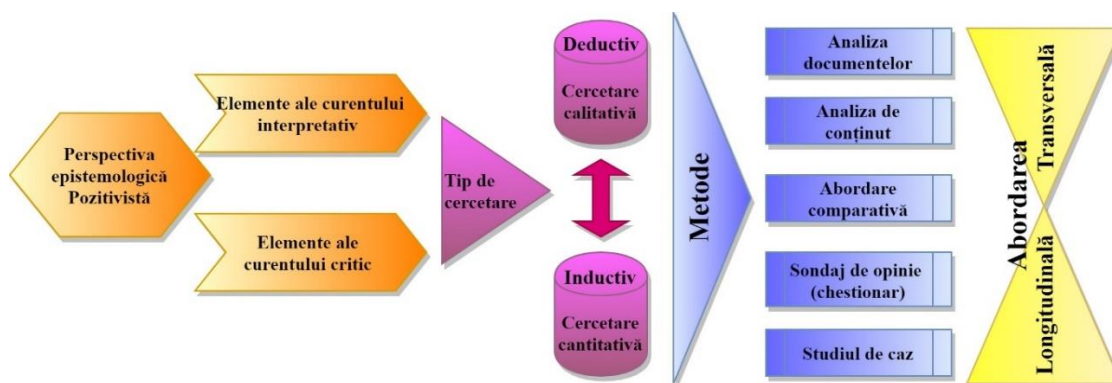 Perspectiva
epistemologică
Pozitivistă
Elemente ale curentului
interpretativ
Elemente ale
curentului critic
Tip de
cercetare
Deductiv
Cercetare
calitativă
Inductiv
Cercetare
cantitativă
Metode
Analiza
documentelor
Analiza de
conținut
Abordare
comparativă
Sondaj de opinie
(chestionar)
Studiul de caz
Abordarea
Transversală
Longitudinală